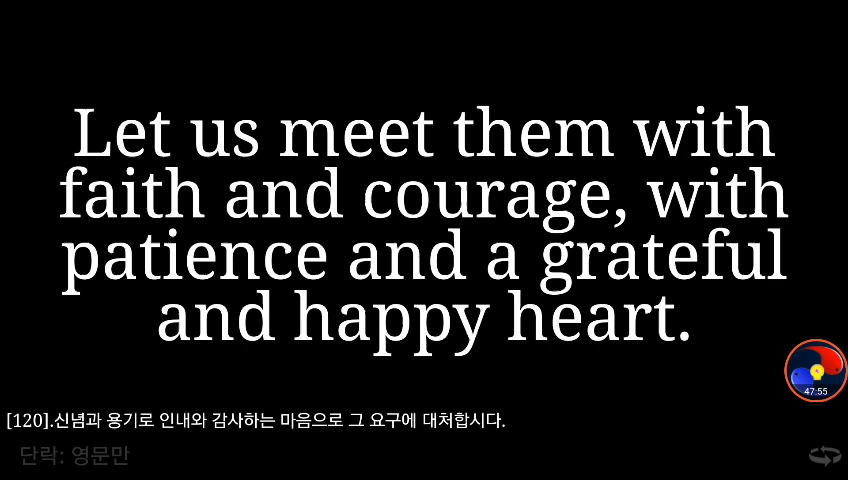 Let us meet them with
faith and courage, with
patience and a grateful
and happy heart.
47:55
[120].신념과 용기로 인내와 감사하는 마음으로 그 요구에 대처합시다.
단락: 영문만